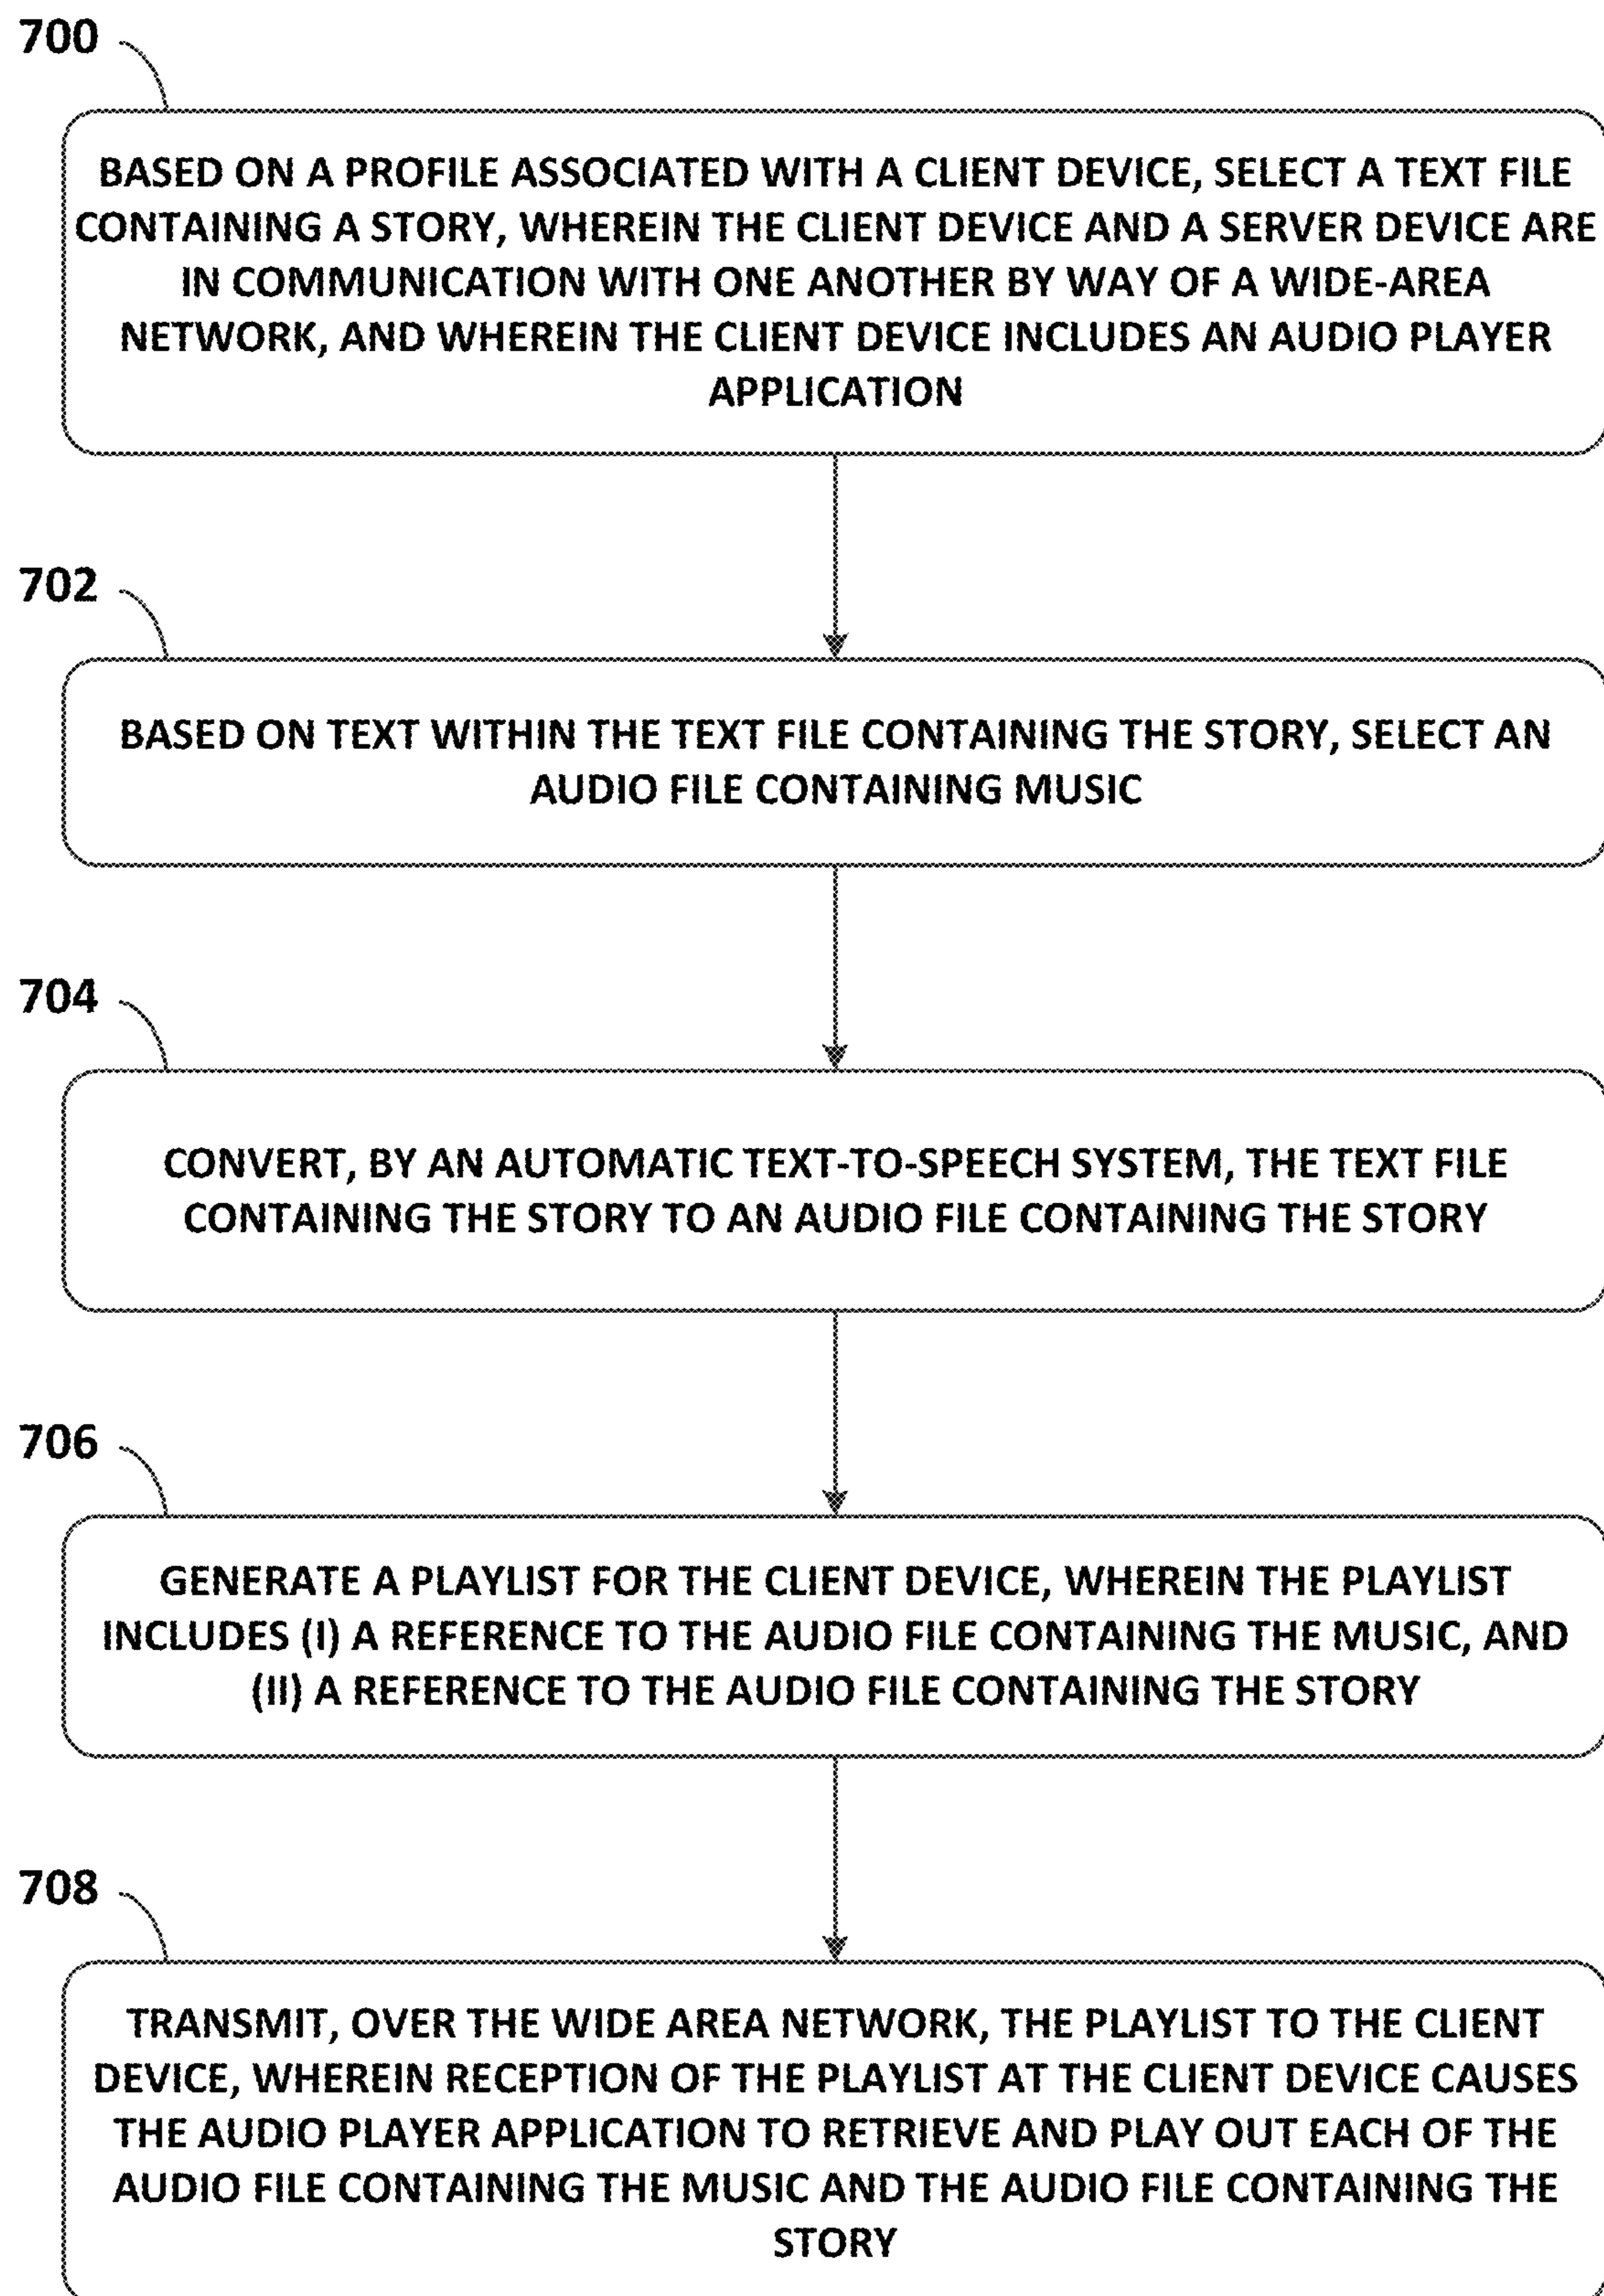 700
BASED ON A PROFILE ASSOCIATED WITH A CLIENT DEVICE, SELECT A TEXT FILE
CONTAINING A STORY, WHEREIN THE CLIENT DEVICE AND A SERVER DEVICE ARE
IN COMMUNICATION WITH ONE ANOTHER BY WAY OF A WIDE-AREA
NETWORK, AND WHEREIN THE CLIENT DEVICE INCLUDES AN AUDIO PLAYER
APPLICATION
702
BASED ON TEXT WITHIN THE TEXT FILE CONTAINING THE STORY, SELECT AN
AUDIO FILE CONTAINING MUSIC
704
CONVERT, BY AN AUTOMATIC TEXT-TO-SPEECH SYSTEM, THE TEXT FILE
CONTAINING THE STORY TO AN AUDIO FILE CONTAINING THE STORY
706
GENERATE A PLAYLIST FOR THE CLIENT DEVICE, WHEREIN THE PLAYLIST
INCLUDES (I) A REFERENCE TO THE AUDIO FILE CONTAINING THE MUSIC, AND
(II) A REFERENCE TO THE AUDIO FILE CONTAINING THE STORY
708
TRANSMIT, OVER THE WIDE AREA NETWORK, THE PLAYLIST TO THE CLIENT
DEVICE, WHEREIN RECEPTION OF THE PLAYLIST AT THE CLIENT DEVICE CAUSES
THE AUDIO PLAYER APPLICATION TO RETRIEVE AND PLAY OUT EACH OF THE
AUDIO FILE CONTAINING THE MUSIC AND THE AUDIO FILE CONTAINING THE
STORY